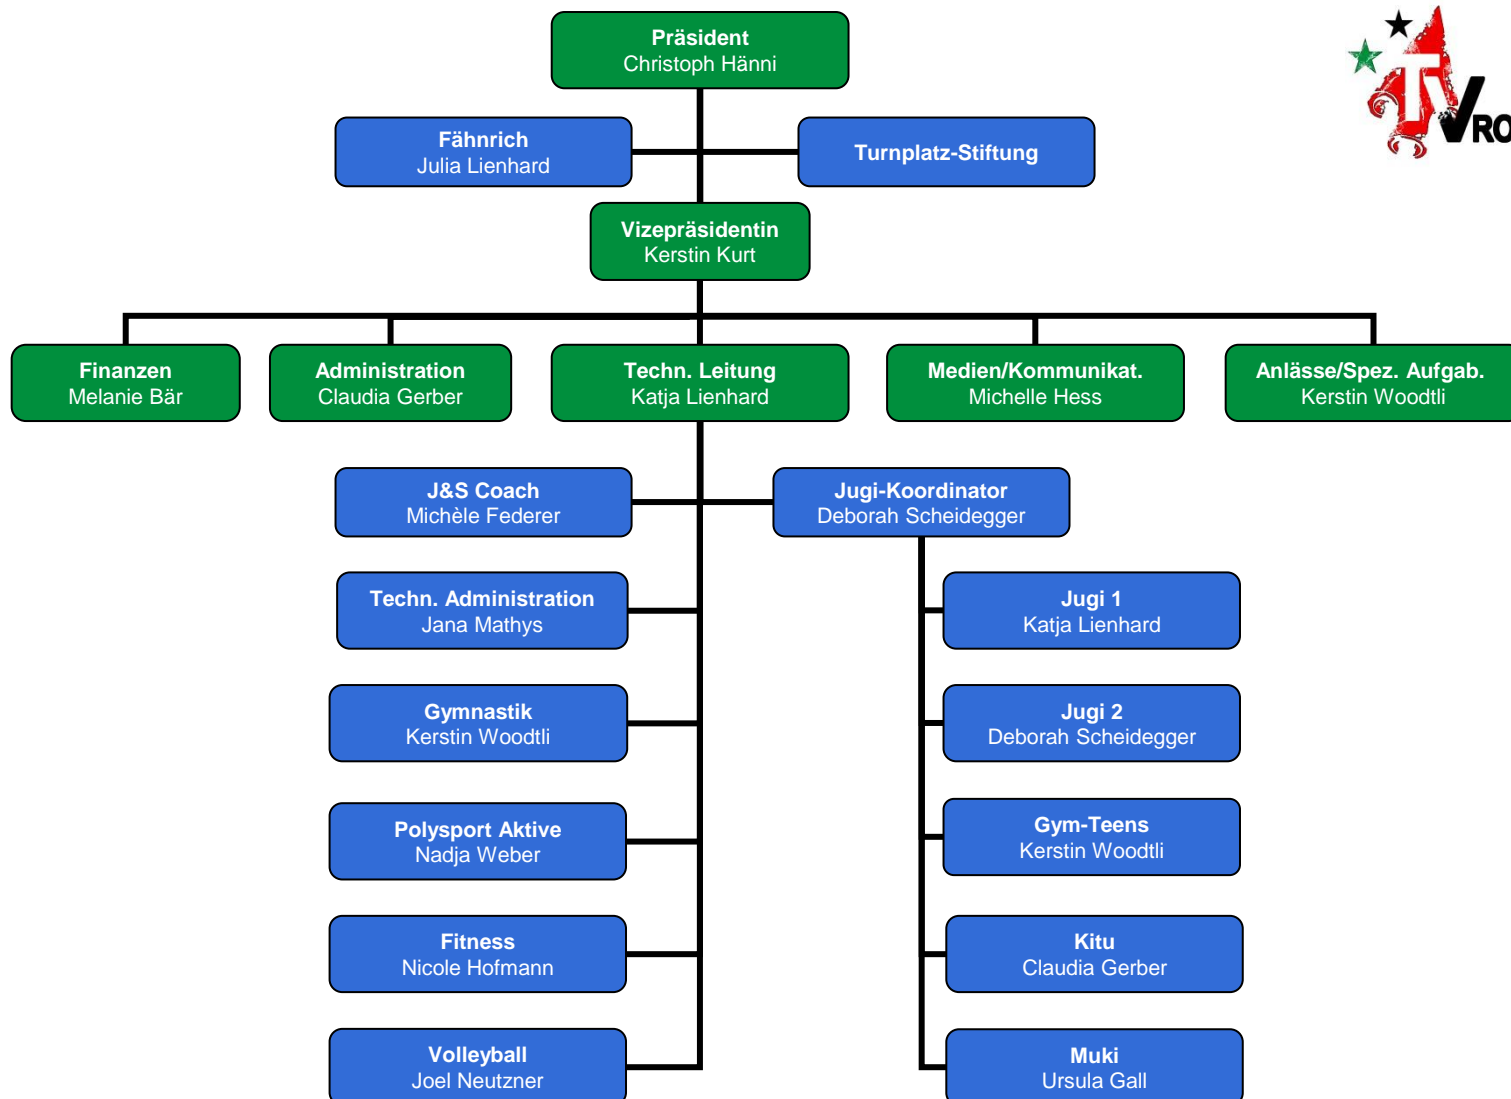 Präsident
Christoph Hänni
TVRO
Fähnrich
Julia Lienhard
Turnplatz-Stiftung
Vizepräsidentin
Kerstin Kurt
Finanzen
Melanie Bär
Administration
Claudia Gerber
Techn. Leitung
Katja Lienhard
Medien/Kommunikat.
Michelle Hess
Anlässe/Spez. Aufgab.
Kerstin Woodtli
J&S Coach
Michèle Federer
Jugi-Koordinator
Deborah Scheidegger
Techn. Administration
Jana Mathys
Jugi 1
Katja Lienhard
Gymnastik
Kerstin Woodtli
Jugi 2
Deborah Scheidegger
Polysport Aktive
Nadja Weber
Gym-Teens
Kerstin Woodtli
Fitness
Nicole Hofmann
Kitu
Claudia Gerber
Volleyball
Joel Neutzner
Muki
Ursula Gall